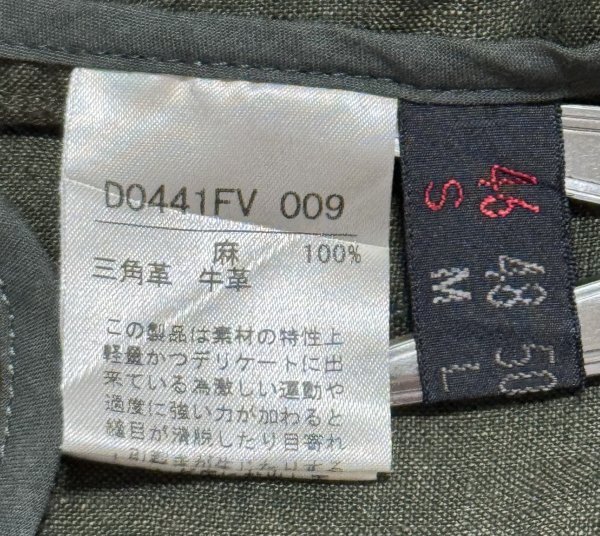 D0441FV 009
麻 100%
三角革 牛革
この製品は素材の特性上
軽量かつデリケートに出
来ている為激しい運動や
過度に強い力が加わると
縫目が滑脱したり目寄れ
46 48 50
S M L